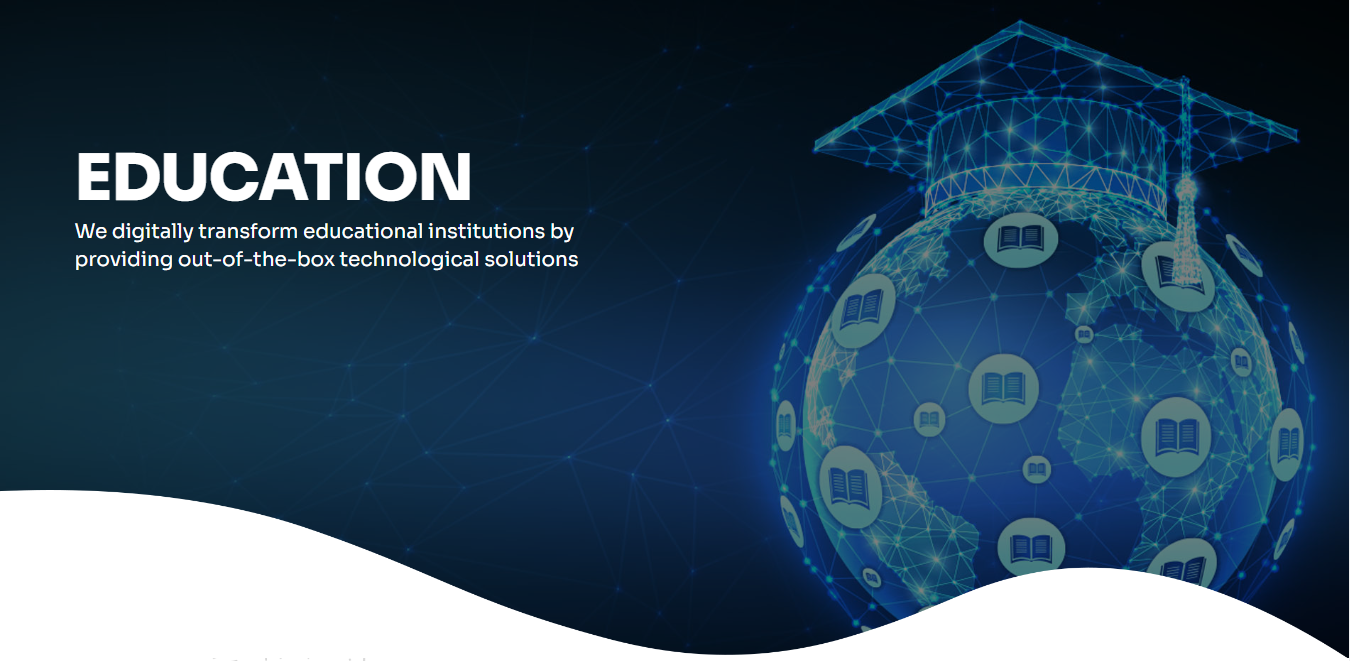 EDUCATION
We digitally transform educational institutions by
providing out-of-the-box technological solutions